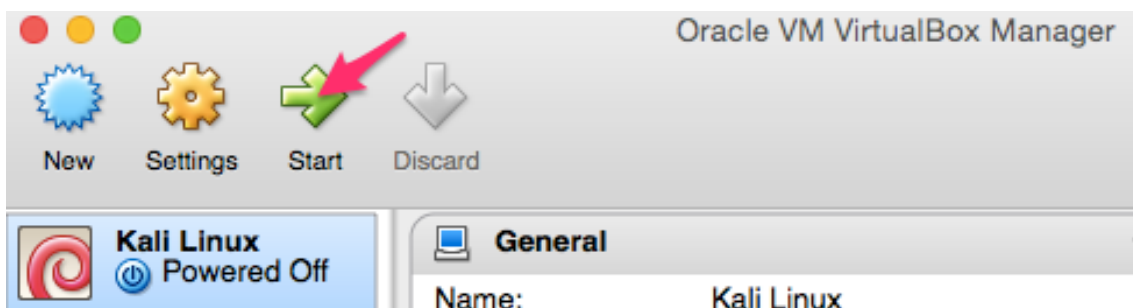 Oracle VM VirtualBox Manager
New Settings Start Discard
Kali Linux
Powered Off
General
Name: Kali Linux